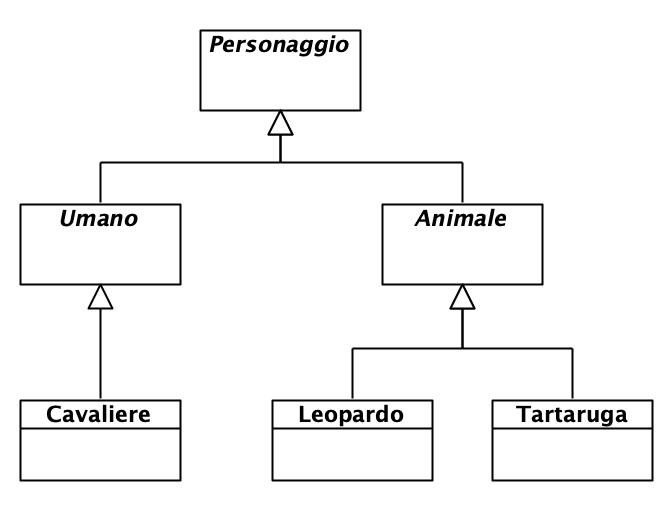 Personaggio
Umano
Animale
Cavaliere
Leopardo
Tartaruga